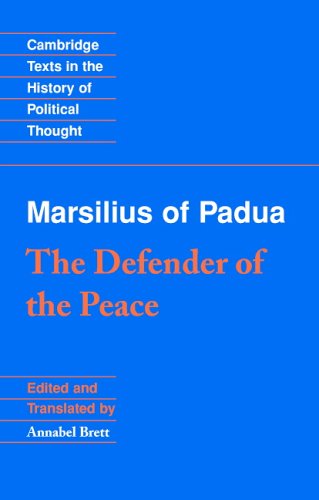 Cambridge
Texts in the
History of
Political
Thought
Marsilius of Padua
The Defender of
the Peace
Edited and
Translated by
Annabel Brett